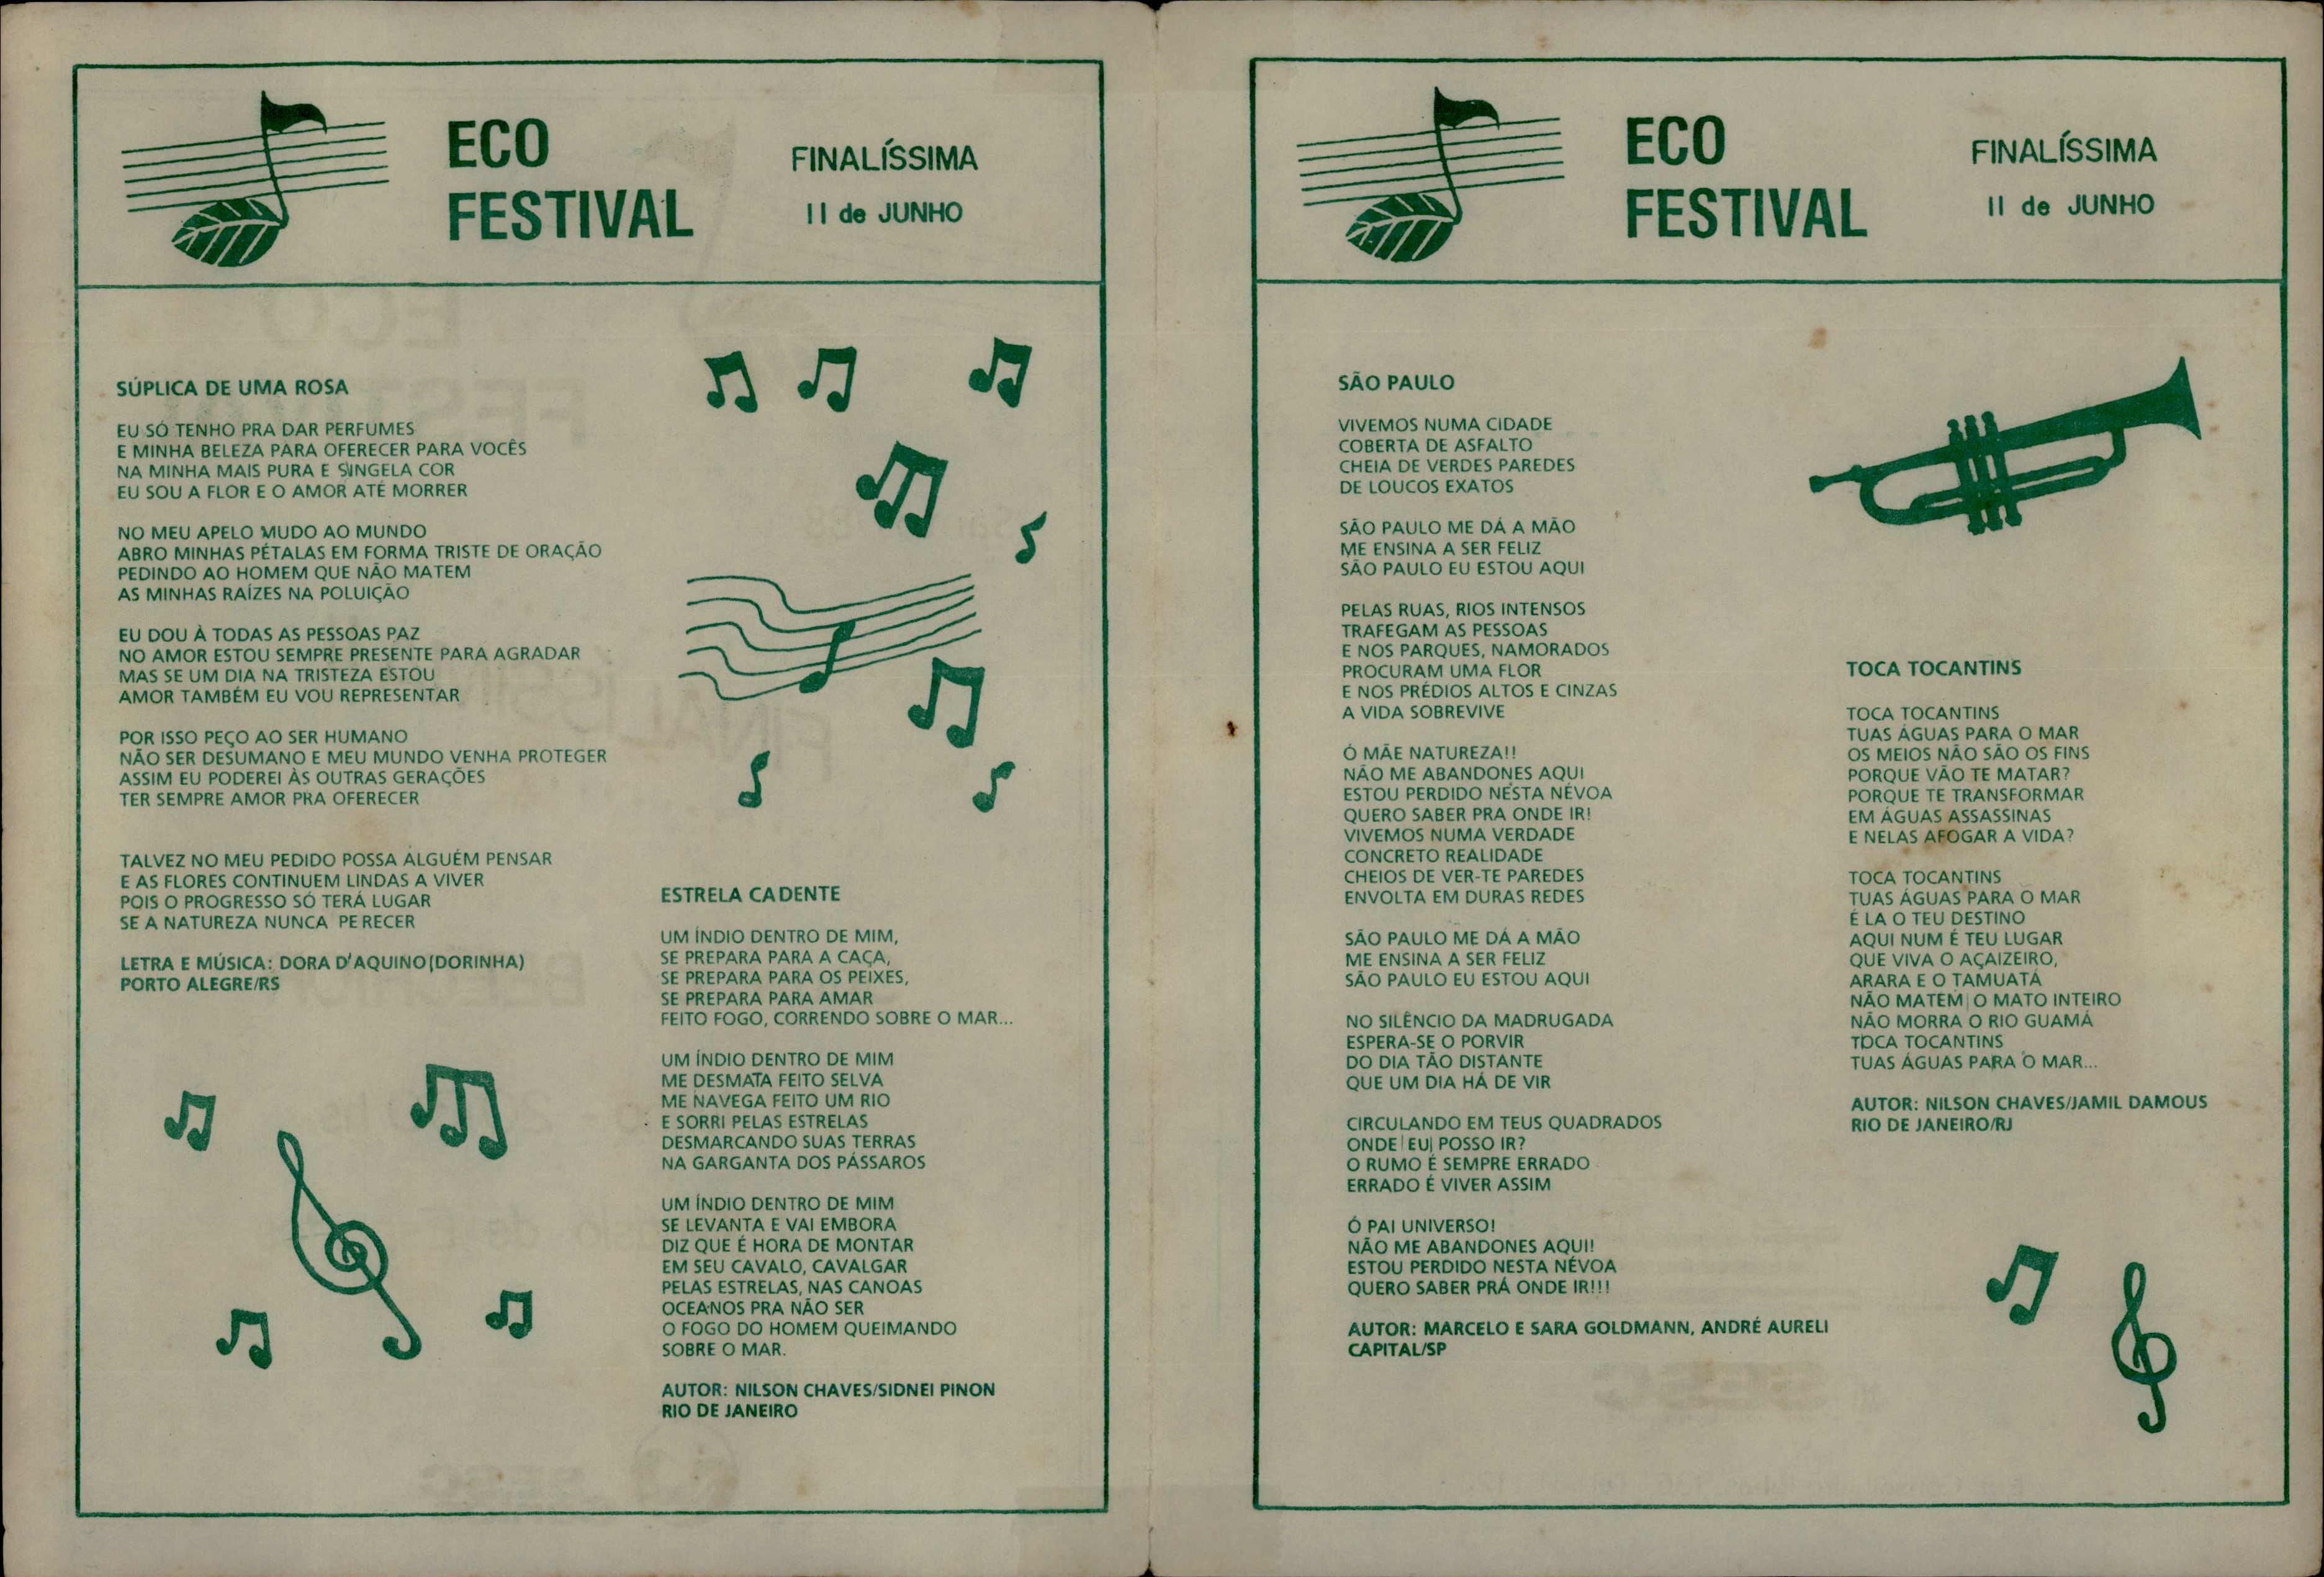 ECO
FESTIVAL
FINALÍSSIMA
11 de JUNHO
SÚPLICA DE UMA ROSA
EU SÓ TENHO PRA DAR PERFUMES
E MINHA BELEZA PARA OFERECER PARA VOCÊS
NA MINHA MAIS PURA E SINGELA COR
EU SOU A FLOR E O AMOR ATÉ MORRER
NO MEU APELO MUDO AO MUNDO
ABRO MINHAS PÉTALAS EM FORMA TRISTE DE ORAÇÃO
PEDINDO AO HOMEM QUE NÃO MATEM
AS MINHAS RAÍZES NA POLUIÇÃO
EU DOU À TODAS AS PESSOAS PAZ
NO AMOR ESTOU SEMPRE PRESENTE PARA AGRADAR
MAS SE UM DIA NA TRISTEZA ESTOU
AMOR TAMBÉM EU VOU REPRESENTAR
POR ISSO PEÇO AO SER HUMANO
NÃO SER DESUMANO E MEU MUNDO VENHA PROTEGER
ASSIM EU PODEREI ÀS OUTRAS GERAÇÕES
TER SEMPRE AMOR PRA OFERECER
TALVEZ NO MEU PEDIDO POSSA ALGUÉM PENSAR
E AS FLORES CONTINUEM LINDAS A VIVER
POIS O PROGRESSO SÓ TERÁ LUGAR
SE A NATUREZA NUNCA PERECER
LETRA E MÚSICA: DORA D'AQUINO (DORINHA)
PORTO ALEGRE/RS
ESTRELA CADENTE
UM ÍNDIO DENTRO DE MIM,
SE PREPARA PARA A CAÇA,
SE PREPARA PARA OS PEIXES,
SE PREPARA PARA AMAR
FEITO FOGO, CORRENDO SOBRE O MAR...
UM ÍNDIO DENTRO DE MIM
ME DESMATA FEITO SELVA
ME NAVEGA FEITO UM RIO
E SORRI PELAS ESTRELAS
DESMARCANDO SUAS TERRAS
NA GARGANTA DOS PÁSSAROS
UM ÍNDIO DENTRO DE MIM
SE LEVANTA E VAI EMBORA
DIZ QUE É HORA DE MONTAR
EM SEU CAVALO, CAVALGAR
PELAS ESTRELAS, NAS CANOAS
OCEANOS PRA NÃO SER
O FOGO DO HOMEM QUEIMANDO
SOBRE O MAR.
AUTOR: NILSON CHAVES/SIDNEI PINON
RIO DE JANEIRO
ECO
FESTIVAL
FINALÍSSIMA
11 de JUNHO
SÃO PAULO
VIVEMOS NUMA CIDADE
COBERTA DE ASFALTO
CHEIA DE VERDES PAREDES
DE LOUCOS EXATOS
SÃO PAULO ME DÁ A MÃO
ME ENSINA A SER FELIZ
SÃO PAULO EU ESTOU AQUI
PELAS RUAS, RIOS INTENSOS
TRAFEGAM AS PESSOAS
E NOS PARQUES, NAMORADOS
PROCURAM UMA FLOR
E NOS PRÉDIOS ALTOS E CINZAS
A VIDA SOBREVIVE
Ó MÃE NATUREZA!!
NÃO ME ABANDONES AQUI
ESTOU PERDIDO NESTA NÉVOA
QUERO SABER PRA ONDE IR!
VIVEMOS NUMA VERDADE
CONCRETO REALIDADE
CHEIOS DE VER-TE PAREDES
ENVOLTA EM DURAS REDES
SÃO PAULO ME DÁ A MÃO
ME ENSINA A SER FELIZ
SÃO PAULO EU ESTOU AQUI
NO SILÊNCIO DA MADRUGADA
ESPERA-SE O PORVIR
DO DIA TÃO DISTANTE
QUE UM DIA HÁ DE VIR
CIRCULANDO EM TEUS QUADRADOS
ONDE EU POSSO IR?
O RUMO É SEMPRE ERRADO
ERRADO É VIVER ASSIM
Ó PAI UNIVERSO!
NÃO ME ABANDONES AQUI!
ESTOU PERDIDO NESTA NÉVOA
QUERO SABER PRÁ ONDE IR!!!
AUTOR: MARCELO E SARA GOLDMANN, ANDRÉ AURELI
CAPITAL/SP
TOCA TOCANTINS
TOCA TOCANTINS
TUAS ÁGUAS PARA O MAR
OS MEIOS NÃO SÃO OS FINS
PORQUE VÃO TE MATAR?
PORQUE TE TRANSFORMAR
EM ÁGUAS ASSASSINAS
E NELAS AFOGAR A VIDA?
TOCA TOCANTINS
TUAS ÁGUAS PARA O MAR
É LA O TEU DESTINO
AQUI NUM É TEU LUGAR
QUE VIVA O AÇAIZEIRO,
ARARA E O TAMUATÁ
NÃO MATEM O MATO INTEIRO
NÃO MORRA O RIO GUAMÁ
TOCA TOCANTINS
TUAS ÁGUAS PARA O MAR...
AUTOR: NILSON CHAVES/JAMIL DAMOUS
RIO DE JANEIRO/RJ